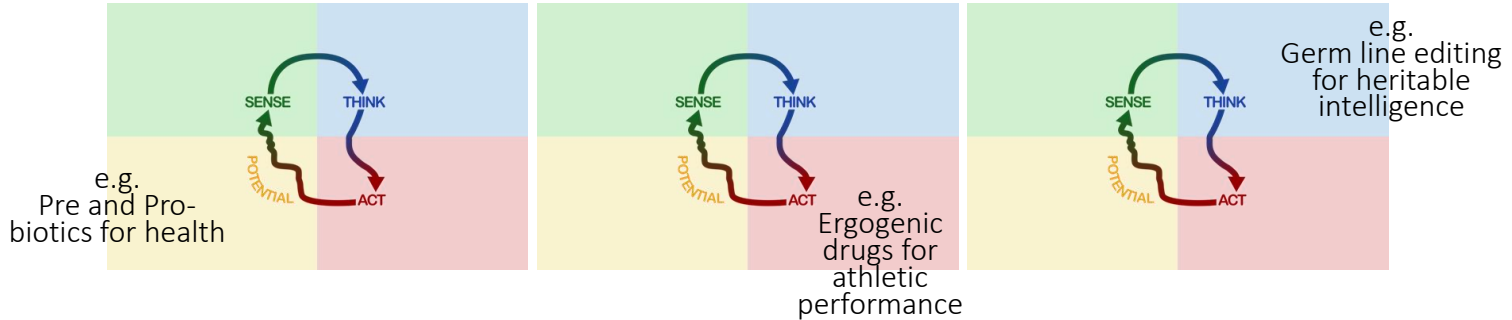 SENSE
THINK
POTENTIAL
ACT
e.g.
Pre and Pro-
biotics for health
SENSE
THINK
POTENTIAL
ACT
e.g.
Ergogenic
drugs for
athletic
performance
SENSE
THINK
POTENTIAL
ACT
e.g.
Germ line editing
for heritable
intelligence